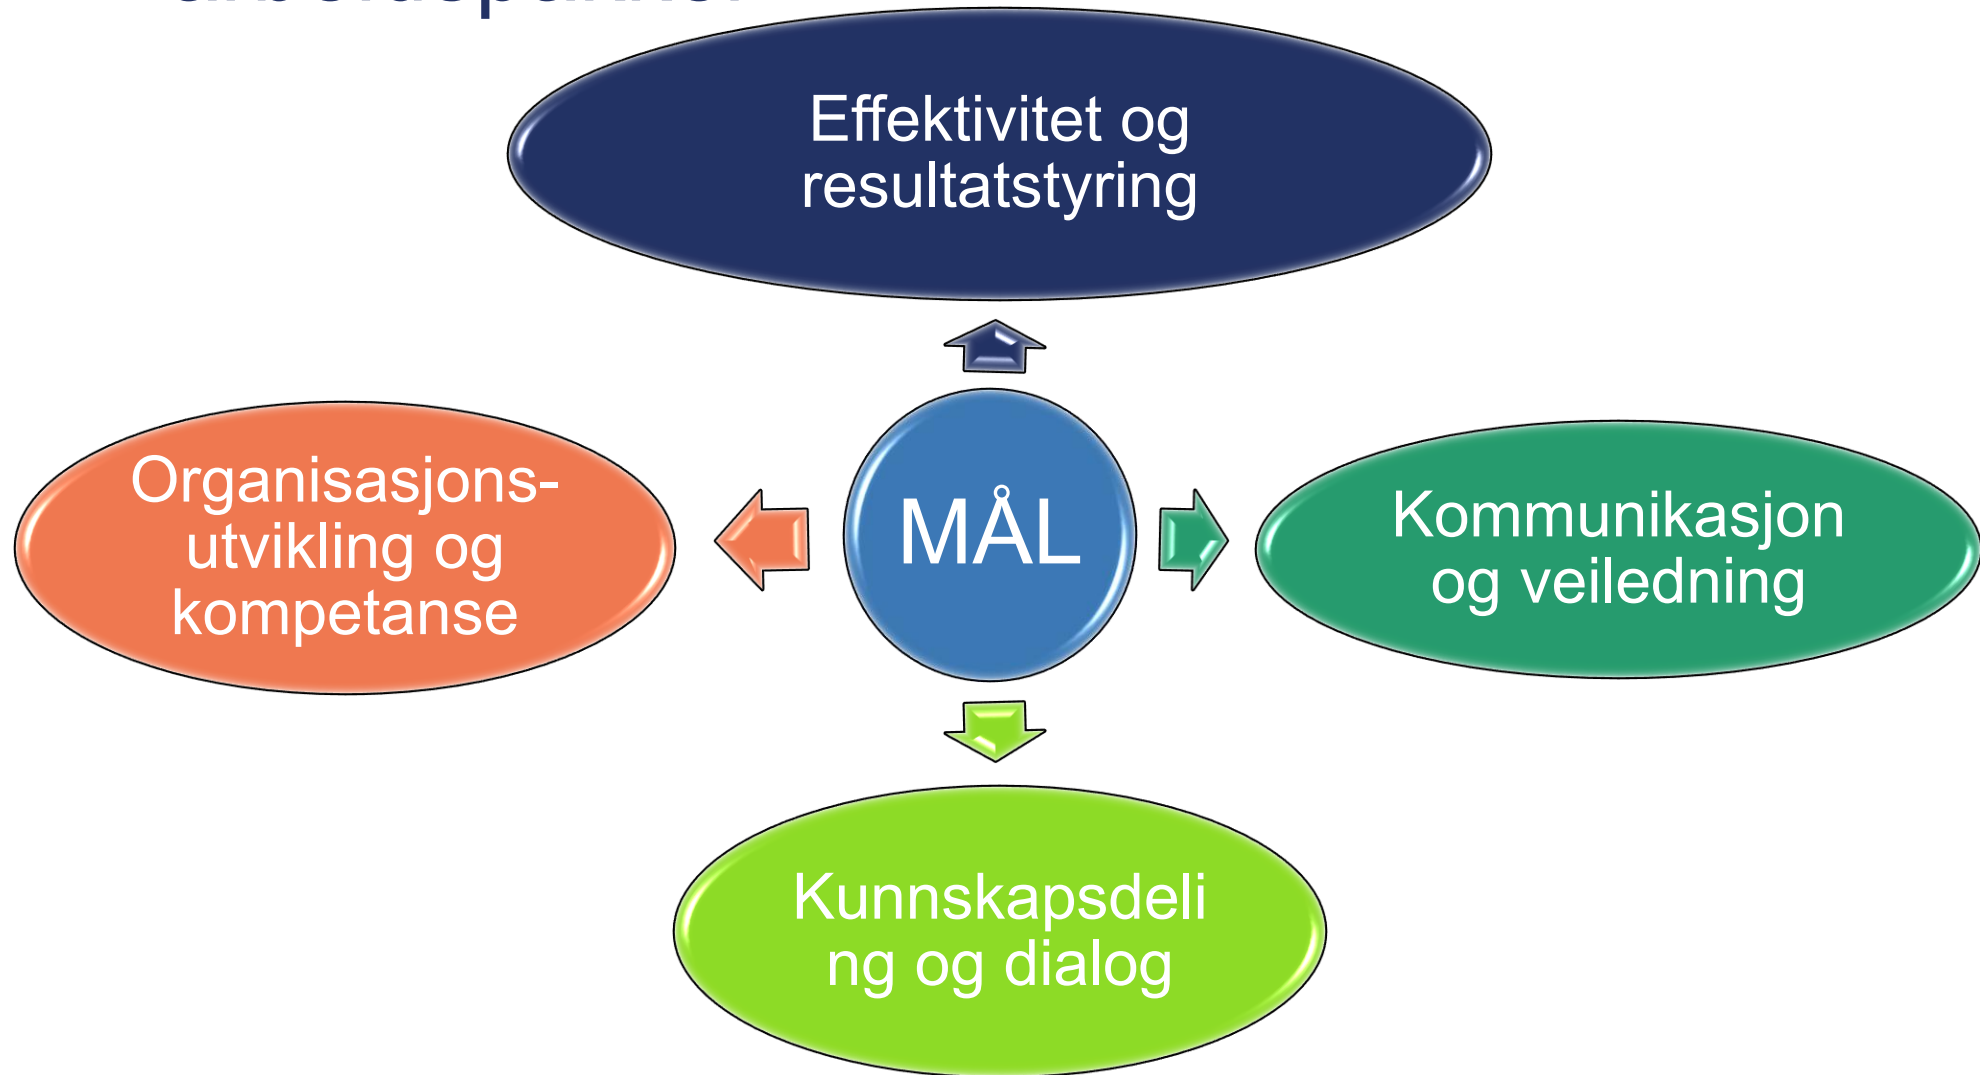 Effektivitet og
resultatstyring
Organisasjons-
utvikling og
kompetanse
MÅL
Kommunikasjon
og veiledning
Kunnskapsdeli
ng og dialog